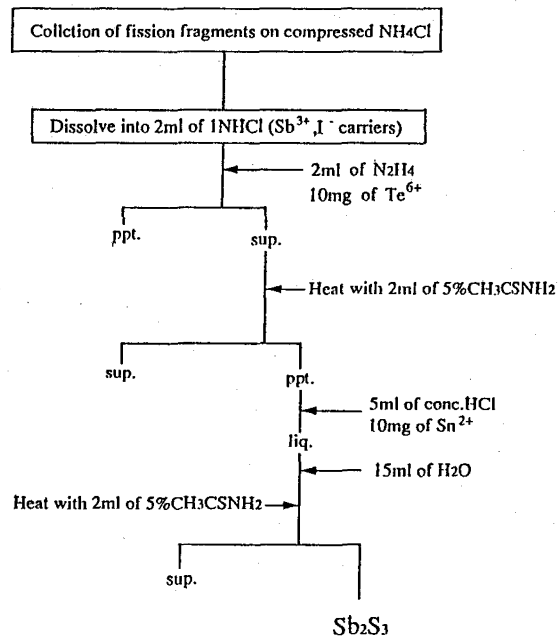 Collction of fission fragments on compressed NH4Cl
Dissolve into 2ml of 1NHCl (Sb³⁺,I⁻ carriers)
2ml of N2H4
10mg of Te⁶⁺
ppt.
sup.
Heat with 2ml of 5%CH3CSNH2
sup.
ppt.
5ml of conc.HCl
10mg of Sn²⁺
liq.
15ml of H2O
Heat with 2ml of 5%CH3CSNH2
sup.
Sb2S3